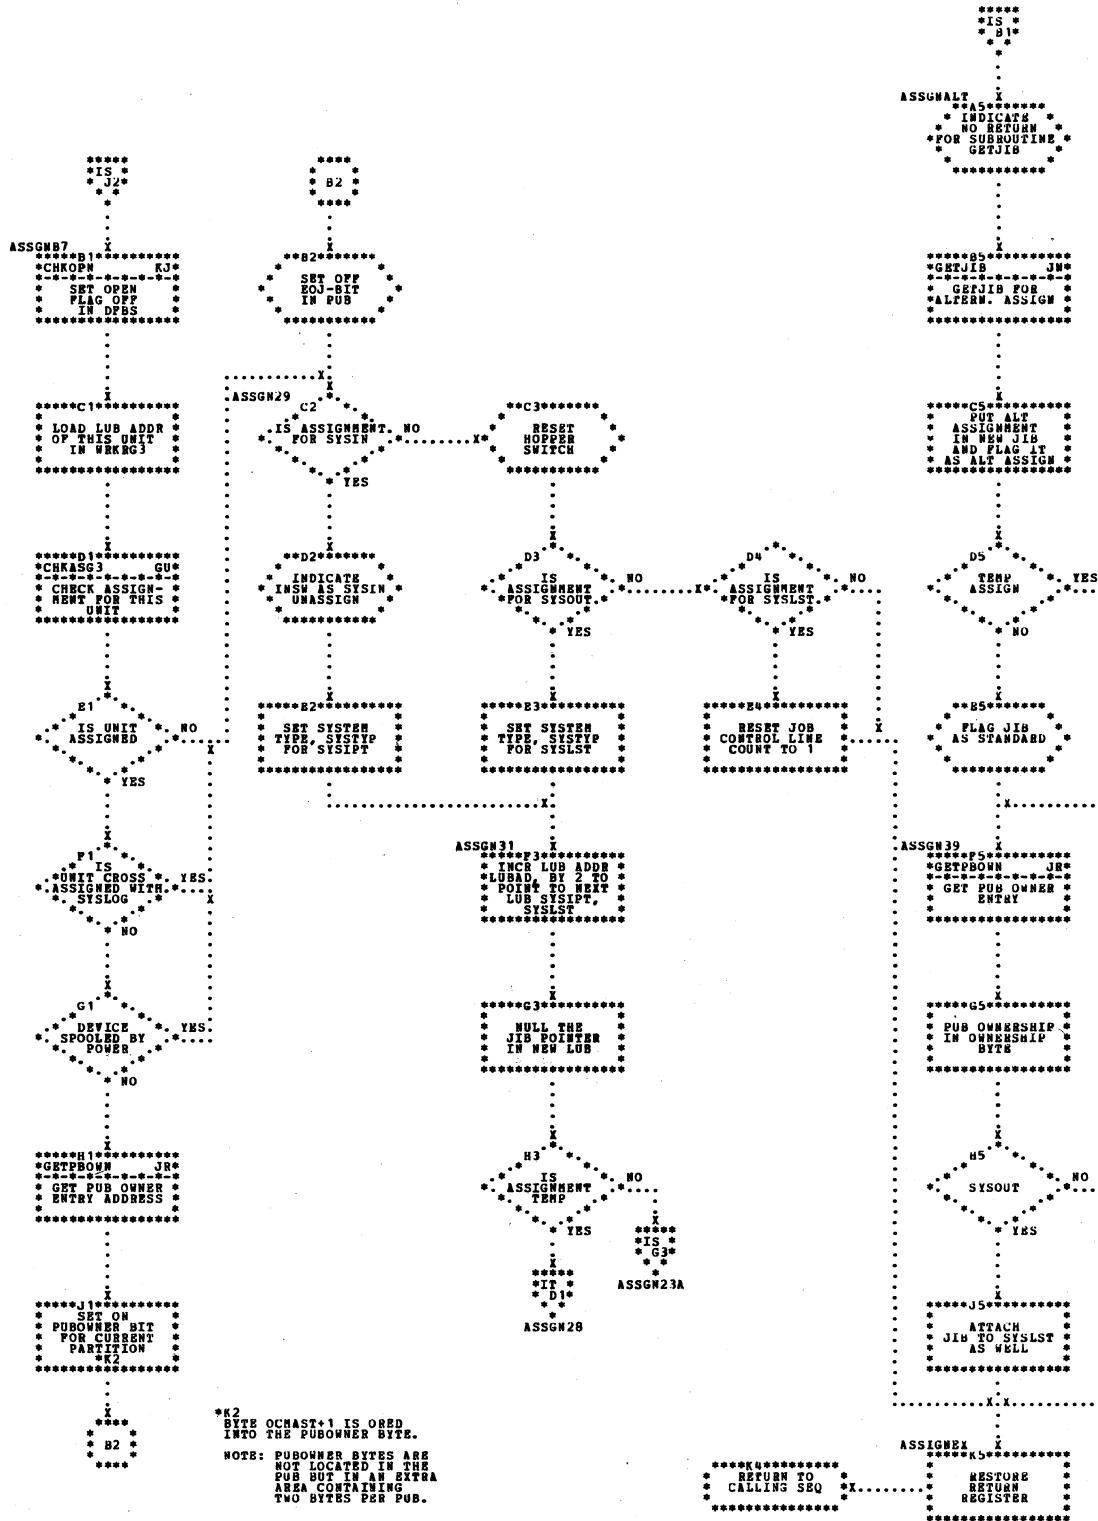 IS
B1
ASSGNALT
A5
INDICATE
NO RETURN
FOR SUBROUTINE
GETJIB
IS
J2
B2
ASSGNB7
B1
CHKOPN KJ
SET OPEN
FLAG OFF
IN DPBS
B2
SET OFF
EOJ-BIT
IN PUB
B5
GETJIB JN
GETJIB FOR
ALTERN. ASSIGN
C1
LOAD LUB ADDR
OF THIS UNIT
IN WRKRG3
ASSGN29
C2
IS ASSIGNMENT
FOR SYSIN
NO
YES
C3
RESET
HOPPER
SWITCH
C5
PUT ALT
ASSIGNMENT
IN NEW JIB
AND FLAG IT
AS ALT ASSIGN
D1
CHKASG3 GU
CHECK ASSIGN-
MENT FOR THIS
UNIT
D2
INDICATE
INSW AS SYSIN
UNASSIGN
D3
IS
ASSIGNMENT
FOR SYSOUT.
NO
YES
D4
IS
ASSIGNMENT
FOR SYSLST.
NO
YES
D5
TEMP
ASSIGN
YES
NO
E1
IS UNIT
ASSIGNED
NO
YES
E2
SET SYSTEM
TYPE, SYSTYP
FOR SYSIPT
E3
SET SYSTEM
TYPE, SYSTYP
FOR SYSLST
E4
RESET JOB
CONTROL LINE
COUNT TO 1
E5
FLAG JIB
AS STANDARD
F1
IS
UNIT CROSS
ASSIGNED WITH
SYSLOG
YES
NO
ASSGN31
F3
INCR LUB ADDR
LUBAD, BY 2 TO
POINT TO NEXT
LUB SYSIPT,
SYSLST
ASSGN39
F5
GETPBOWN JR
GET PUB OWNER
ENTRY
G1
DEVICE
SPOOLED BY
POWER
YES
NO
G3
NULL THE
JIB POINTER
IN NEW LUB
G5
PUB OWNERSHIP
IN OWNERSHIP
BYTE
H1
GETPBOWN JR
GET PUB OWNER
ENTRY ADDRESS
H3
IS
ASSIGNMENT
TEMP
NO
YES
IS
G3
ASSGN23A
IT
D1
ASSGN28
H5
SYSOUT
NO
YES
J1
SET ON
PUBOWNER BIT
FOR CURRENT
PARTITION
*K2
J5
ATTACH
JIB TO SYSLST
AS WELL
B2
*K2
BYTE OCMAST+1 IS ORED
INTO THE PUBOWNER BYTE.
NOTE: PUBOWNER BYTES ARE
NOT LOCATED IN THE
PUB BUT IN AN EXTRA
AREA CONTAINING
TWO BYTES PER PUB.
K4
RETURN TO
CALLING SEQ
ASSIGNEX
K5
RESTORE
RETURN
REGISTER